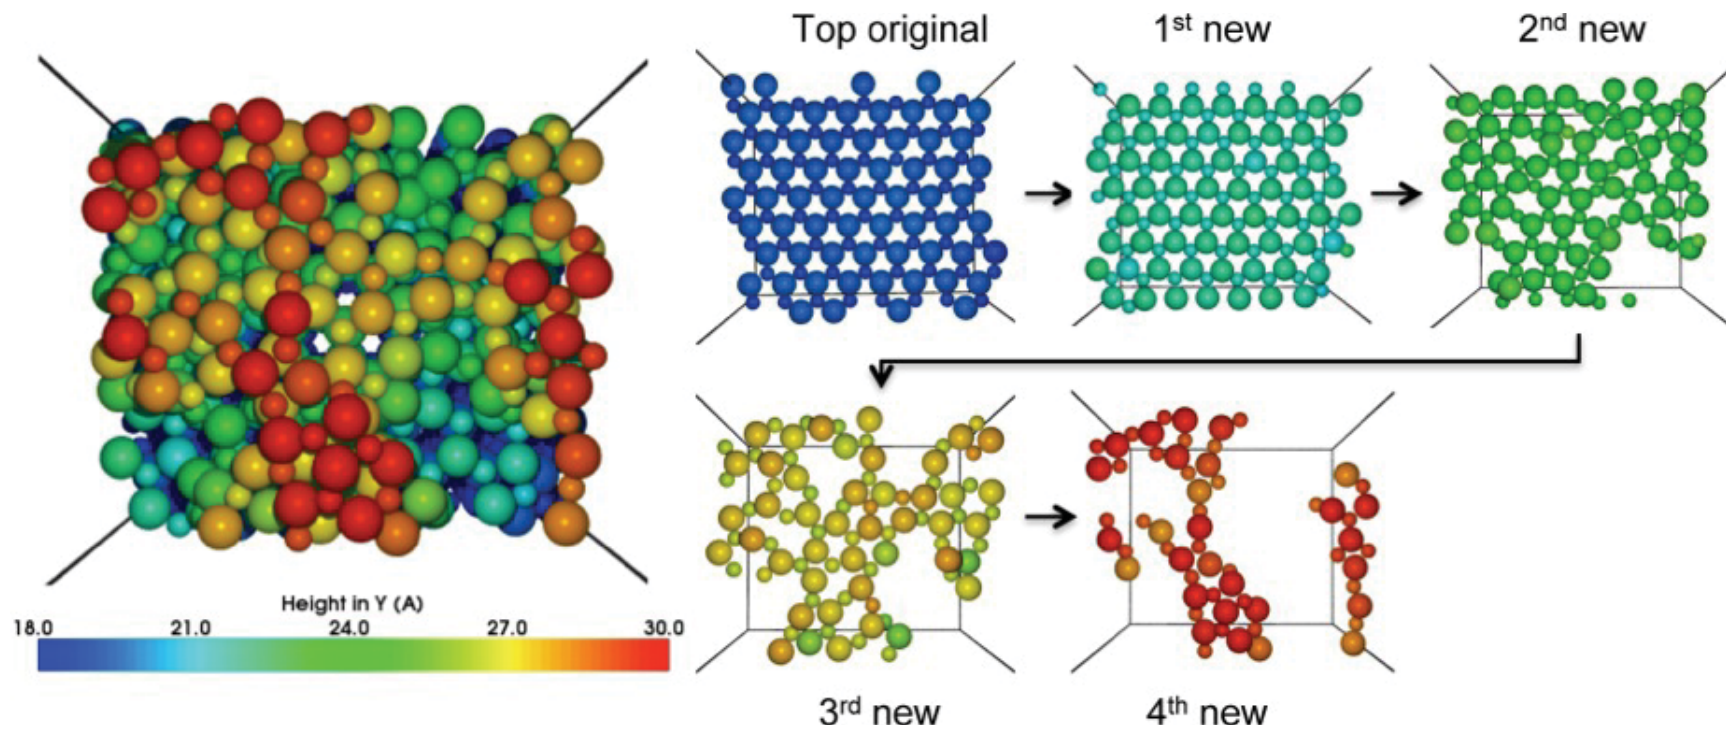 Top original
1st new
2nd new
Height in Y (A)
18.0 21.0 24.0 27.0 30.0
3rd new
4th new